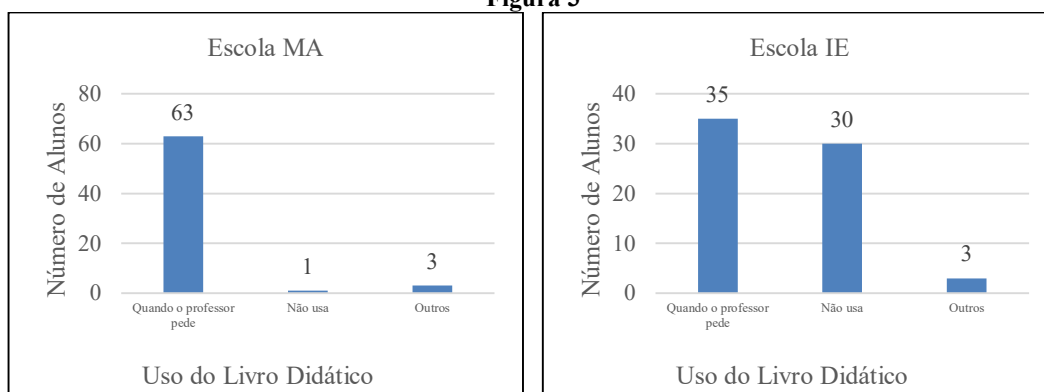 Figura 5
Escola MA
Número de Alunos
80
60
40
20
0
63
1
3
Quando o professor
pede
Não usa
Outros
Uso do Livro Didático
Escola IE
Número de Alunos
40
30
20
10
0
35
30
3
Quando o professor
pede
Não usa
Outros
Uso do Livro Didático